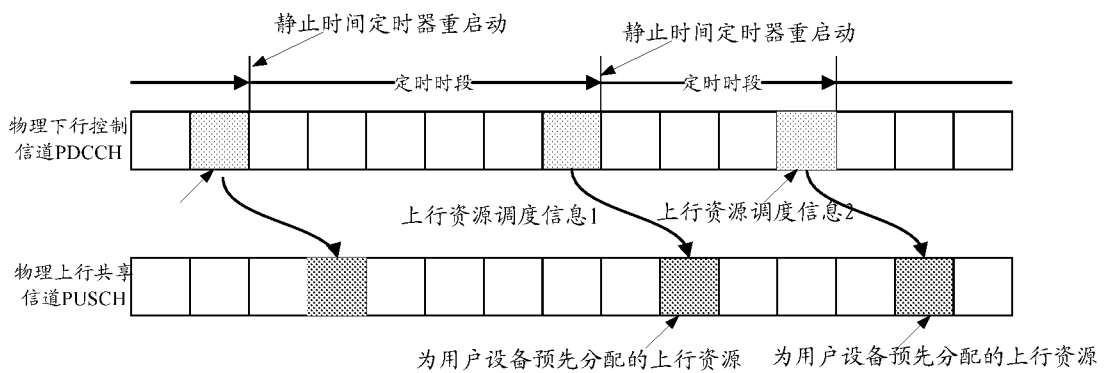 静止时间定时器重启动
静止时间定时器重启动
定时时段
定时时段
物理下行控制
信道PDCCH
上行资源调度信息1
上行资源调度信息2
物理上行共享
信道PUSCH
为用户设备预先分配的上行资源
为用户设备预先分配的上行资源